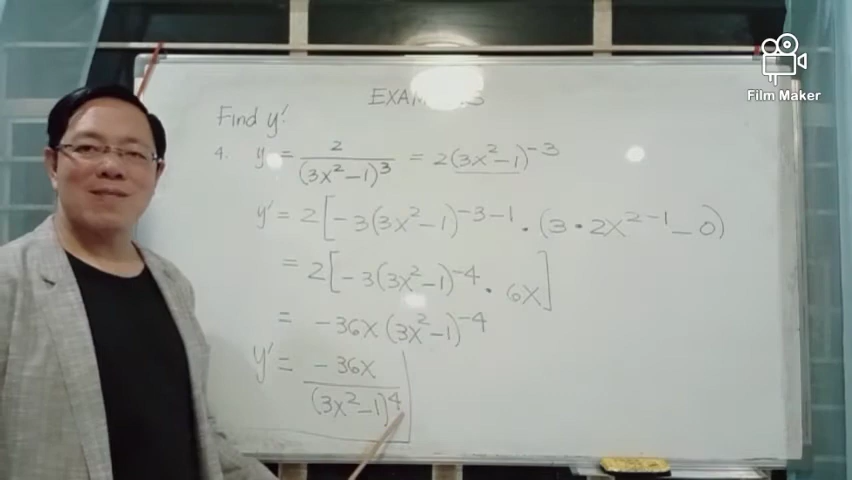 Film Maker
Find y'.
4. y = 2/(3x²-1)³ = 2(3x²-1)⁻³
y' = 2[-3(3x²-1)⁻³⁻¹ · (3·2x²⁻¹-0)
= 2[-3(3x²-1)⁻⁴ · 6x]
= -36x(3x²-1)⁻⁴
y' = -36x/(3x²-1)⁴